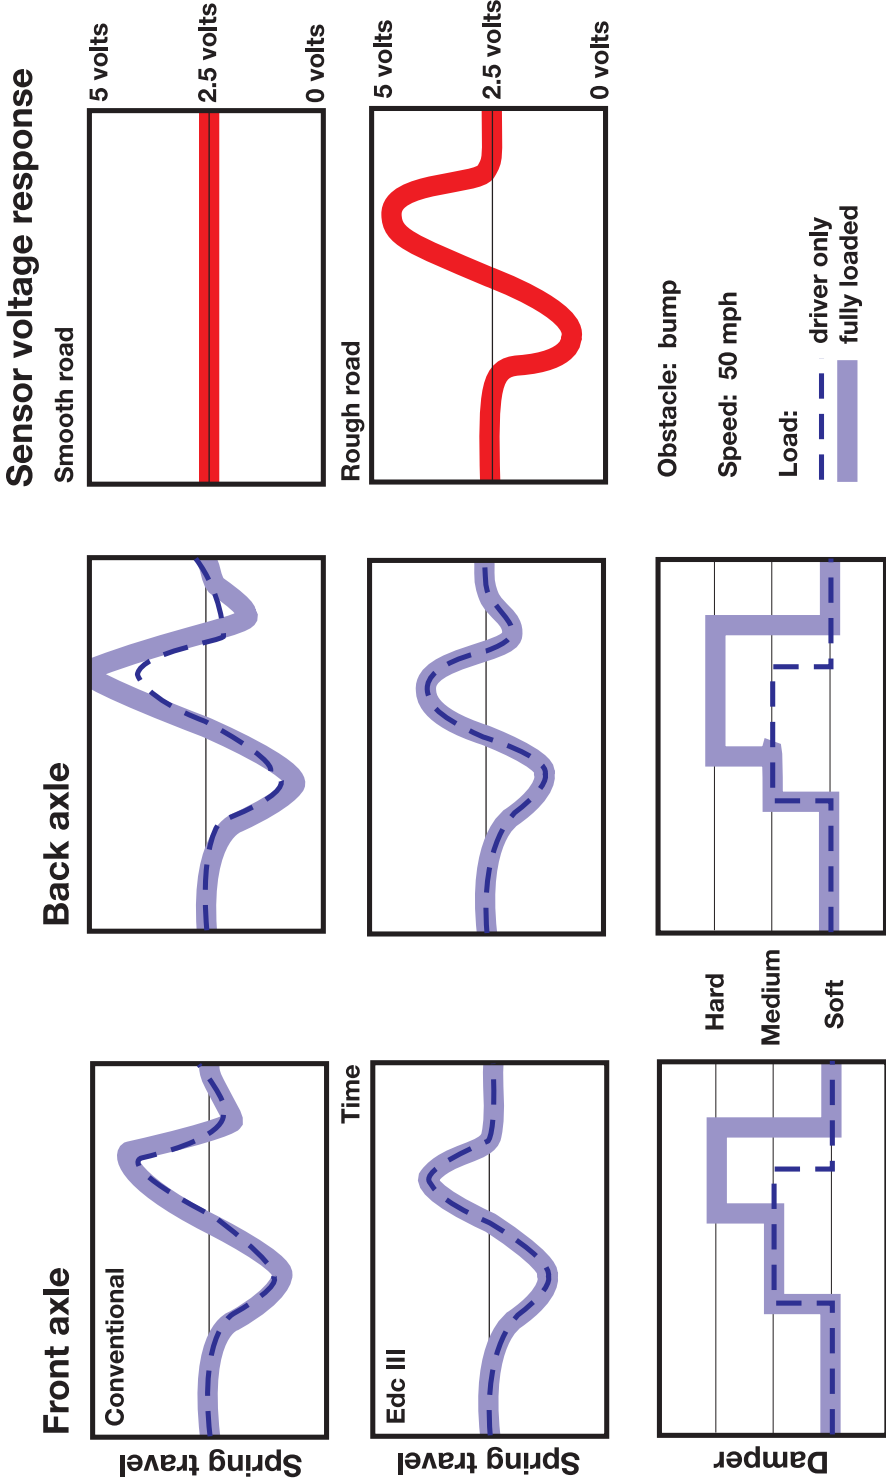 Front axle
Back axle
Sensor voltage response
Spring travel
Conventional
Time
Smooth road
5 volts
2.5 volts
0 volts
Spring travel
Edc III
Rough road
5 volts
2.5 volts
0 volts
Damper
Hard
Medium
Soft
Obstacle: bump
Speed: 50 mph
Load:
driver only
fully loaded